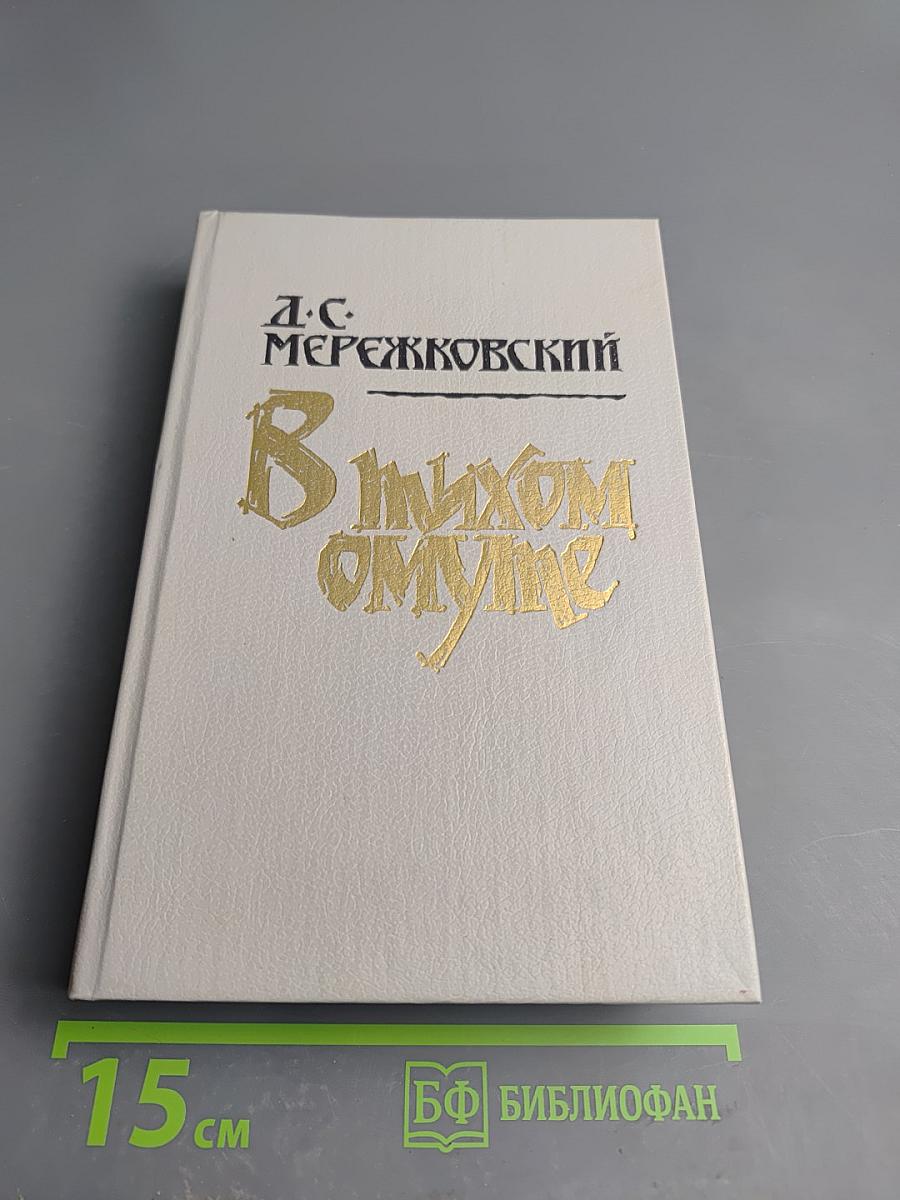 Д·С·
МЕРЕЖКОВСКИЙ
В тихом
омуте
15 см
БФ БИБЛИОФАН